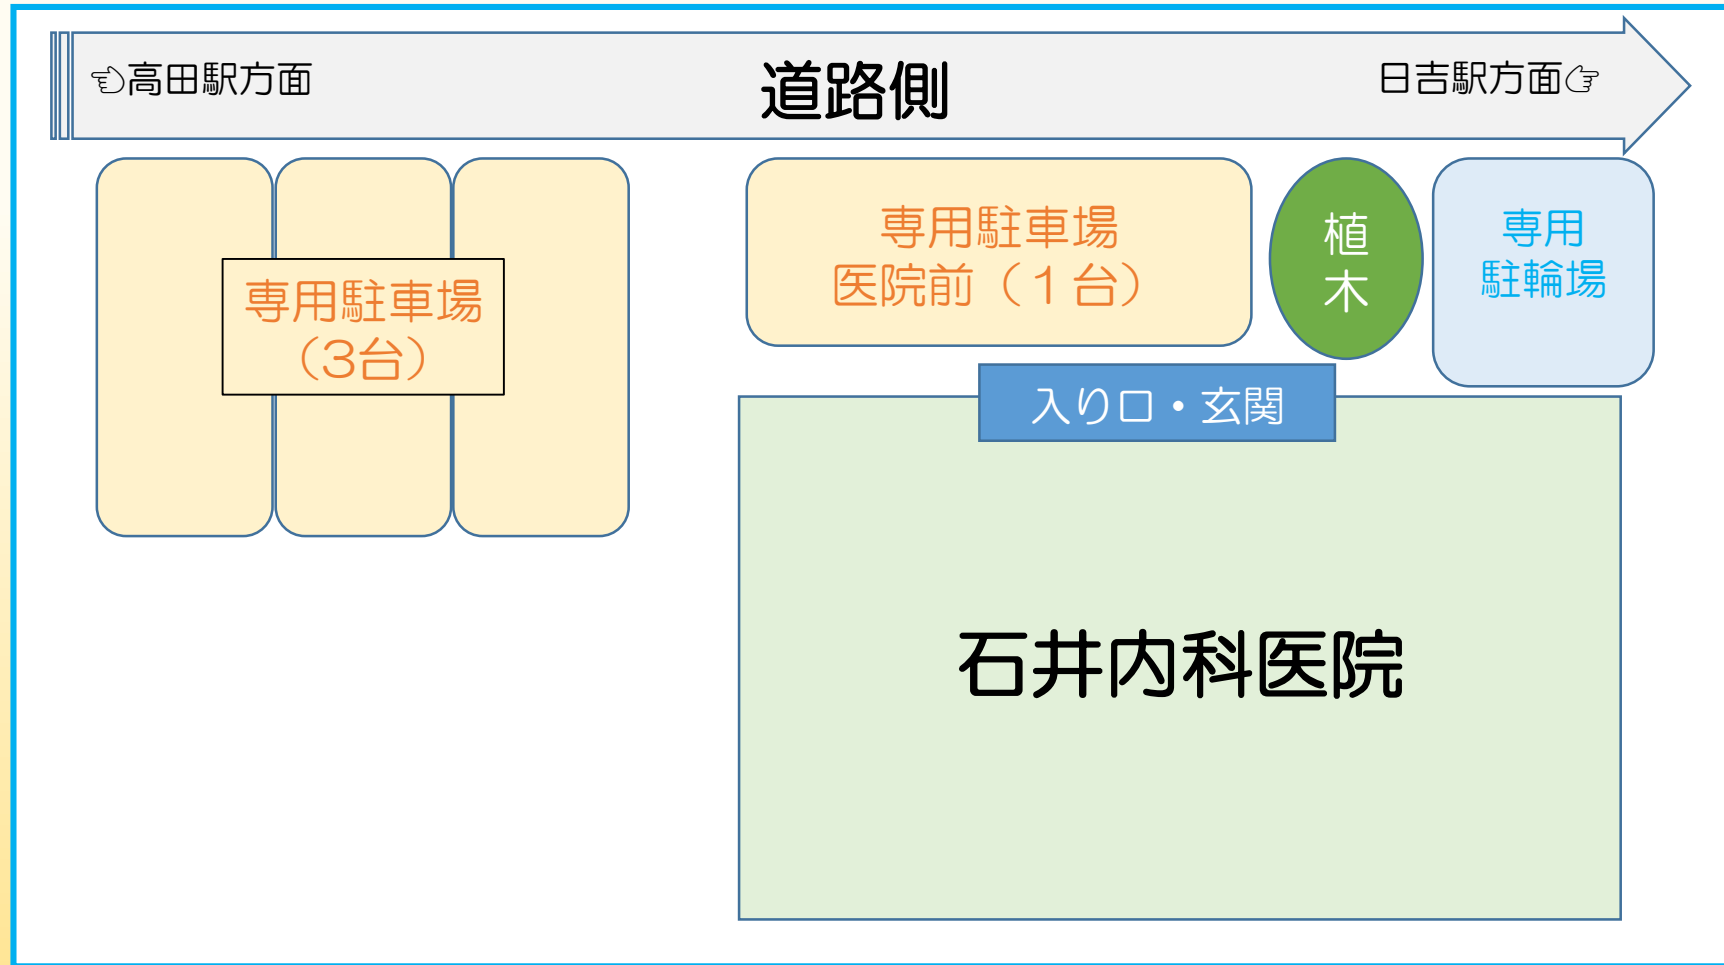 ☜高田駅方面
道路側
日吉駅方面☞
専用駐車場
(3台)
専用駐車場
医院前（１台）
植
木
専用
駐輪場
入り口・玄関
石井内科医院